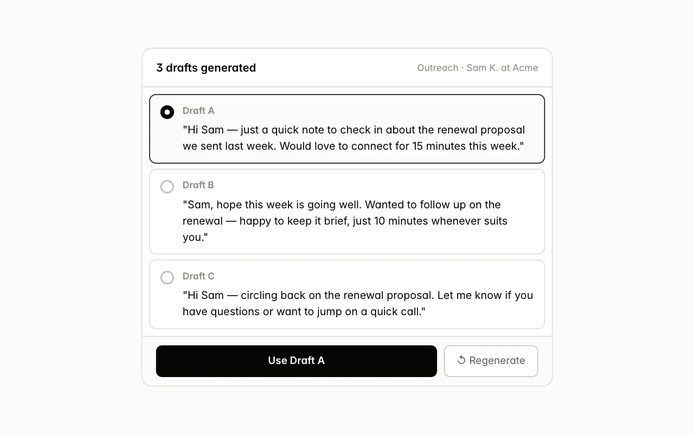 3 drafts generated
Outreach · Sam K. at Acme
Draft A
"Hi Sam — just a quick note to check in about the renewal proposal
we sent last week. Would love to connect for 15 minutes this week."
Draft B
"Sam, hope this week is going well. Wanted to follow up on the
renewal — happy to keep it brief, just 10 minutes whenever suits
you."
Draft C
"Hi Sam — circling back on the renewal proposal. Let me know if you
have questions or want to jump on a quick call."
Use Draft A
↺ Regenerate